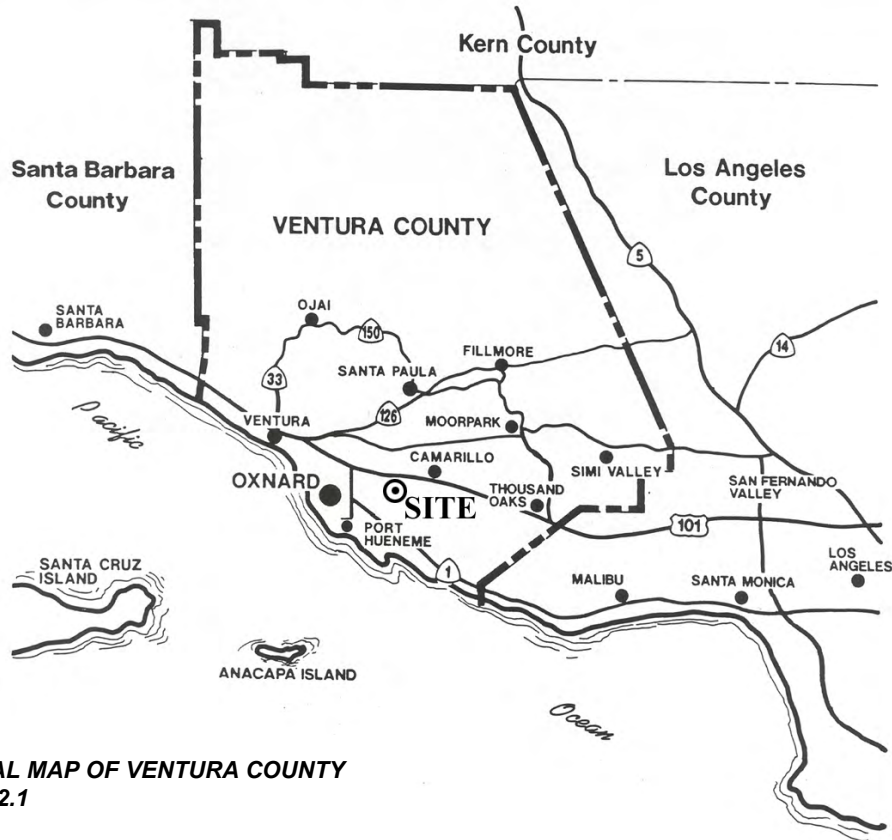 Kern County
Santa Barbara
County
Los Angeles
County
VENTURA COUNTY
5
SANTA
BARBARA
OJAI
150
14
FILLMORE
33
SANTA PAULA
126
Pacific
VENTURA
MOORPARK
CAMARILLO
SIMI VALLEY
OXNARD
SITE
THOUSAND
OAKS
SAN FERNANDO
VALLEY
PORT
HUENEME
101
LOS
ANGELES
SANTA CRUZ
ISLAND
1
MALIBU
SANTA MONICA
ANACAPA ISLAND
Ocean
AL MAP OF VENTURA COUNTY
2.1